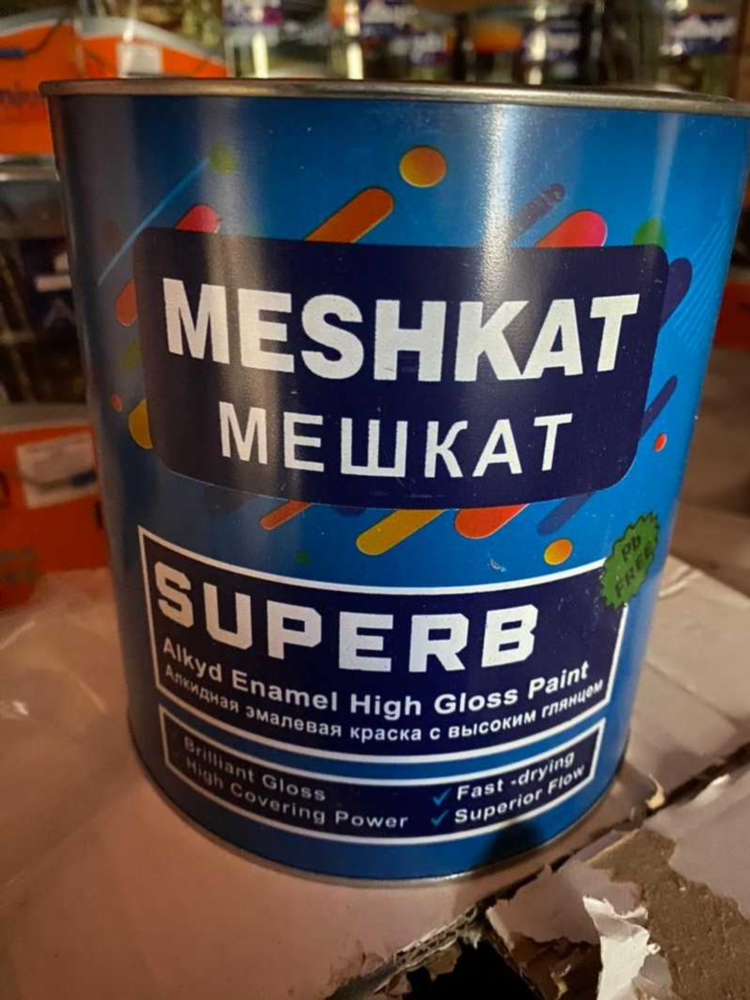 MESHKAT
МЕШКАТ
Pb
FREE
SUPERB
Alkyd Enamel High Gloss Paint
Алкидная эмалевая краска с высоким глянцем
Brilliant Gloss
High Covering Power
✓ Fast -drying
✓ Superior Flow